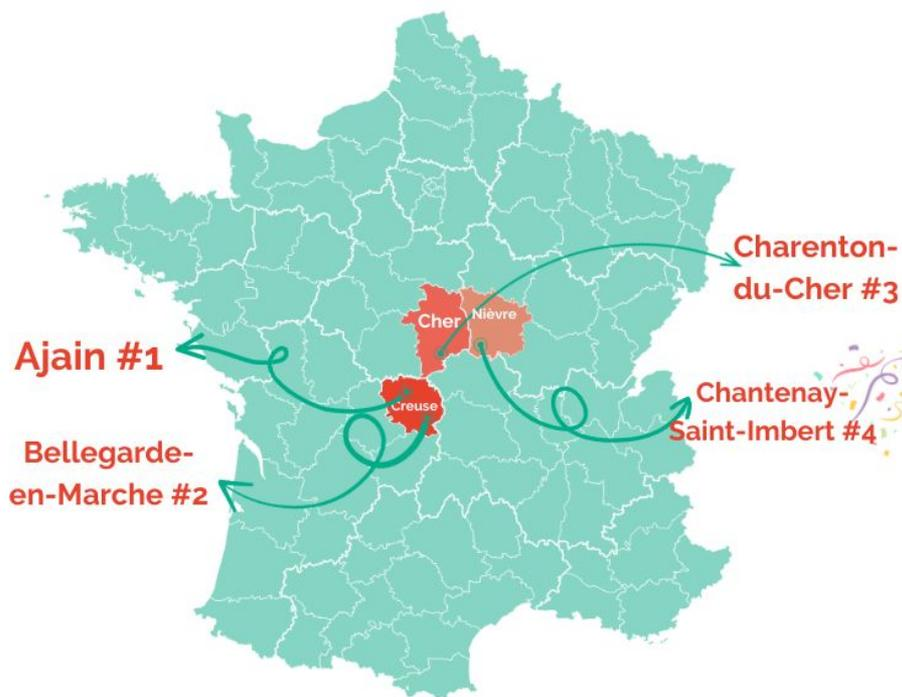 Charenton-
du-Cher #3
Cher
Nièvre
Ajain #1
Creuse
Chantenay-
Saint-Imbert #4
Bellegarde-
en-Marche #2